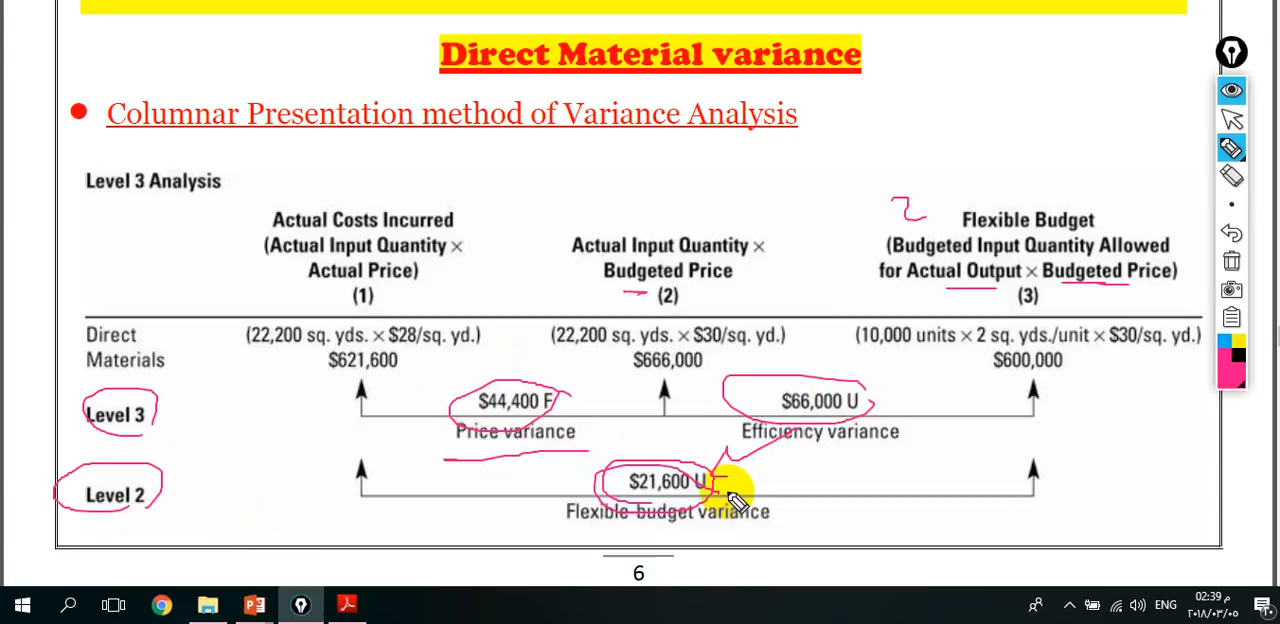 Direct Material variance
• Columnar Presentation method of Variance Analysis
Level 3 Analysis
Actual Costs Incurred
(Actual Input Quantity ×
Actual Price)
(1)
Actual Input Quantity ×
Budgeted Price
(2)
2
Flexible Budget
(Budgeted Input Quantity Allowed
for Actual Output × Budgeted Price)
(3)
Direct
Materials
(22,200 sq. yds. × $28/sq. yd.)
$621,600
(22,200 sq. yds. × $30/sq. yd.)
$666,000
(10,000 units × 2 sq. yds./unit × $30/sq. yd.)
$600,000
Level 3
$44,400 F
Price variance
$66,000 U
Efficiency variance
Level 2
$21,600 U
Flexible-budget variance
6
ENG
02:39 م
٢٠١٨/٠٣/٠٥